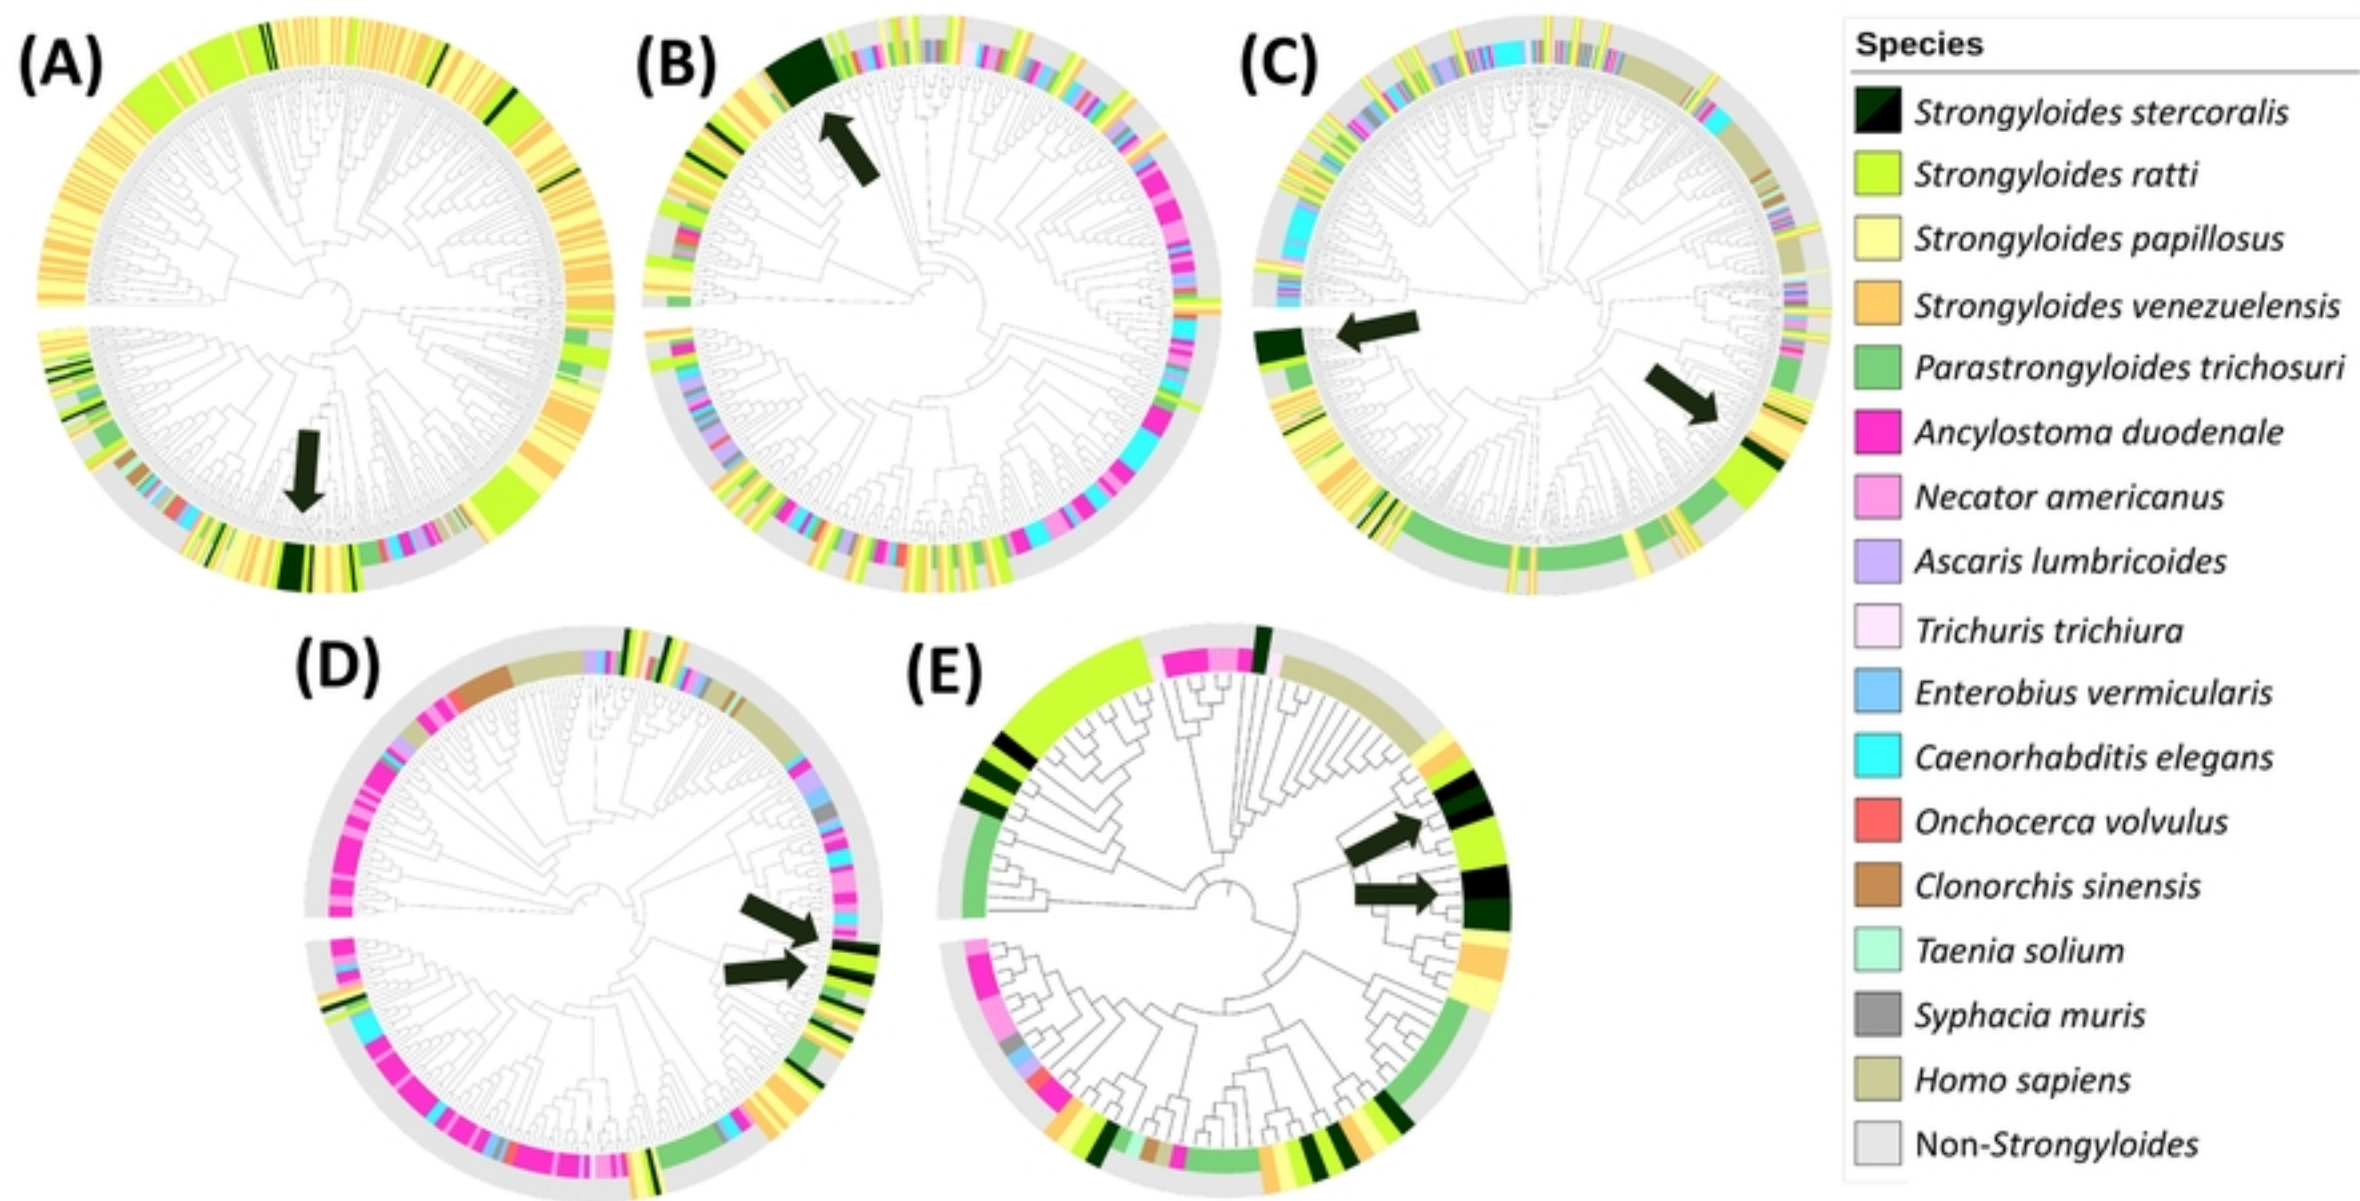 (A)
(B)
(C)
(D)
(E)
Species
Strongyloides stercoralis
Strongyloides ratti
Strongyloides papillosus
Strongyloides venezuelensis
Parastrongyloides trichosuri
Ancylostoma duodenale
Necator americanus
Ascaris lumbricoides
Trichuris trichiura
Enterobius vermicularis
Caenorhabditis elegans
Onchocerca volvulus
Clonorchis sinensis
Taenia solium
Syphacia muris
Homo sapiens
Non-Strongyloides